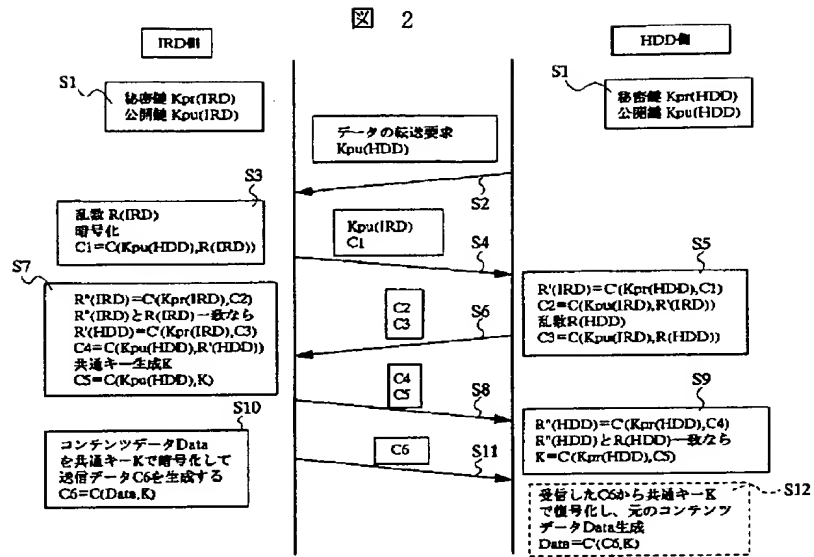 図 2
IRD側
HDD側
S1
秘密鍵 Kpr(IRD)
公開鍵 Kpu(IRD)
S1
秘密鍵 Kpr(HDD)
公開鍵 Kpu(HDD)
データの転送要求
Kpu(HDD)
S2
S3
乱数 R(IRD)
暗号化
C1=C(Kpu(HDD),R(IRD))
Kpu(IRD)
C1
S4
S5
R'(IRD)=C'(Kpr(HDD),C1)
C2=C(Kpu(IRD),R'(IRD))
乱数R(HDD)
C3=C(Kpu(IRD),R(HDD))
C2
C3
S6
S7
R"(IRD)=C'(Kpr(IRD),C2)
R"(IRD)とR(IRD)一致なら
R'(HDD)=C'(Kpr(IRD),C3)
C4=C(Kpu(HDD),R'(HDD))
共通キー生成K
C5=C(Kpu(HDD),K)
C4
C5
S8
S9
R"(HDD)=C'(Kpr(HDD),C4)
R"(HDD)とR(HDD)一致なら
K=C'(Kpr(HDD),C5)
S10
コンテンツデータData
を共通キーKで暗号化して
送信データC6を生成する
C6=C(Data,K)
C6
S11
S12
受信したC6から共通キーK
で復号化し、元のコンテンツ
データData生成
Data=C'(C6,K)